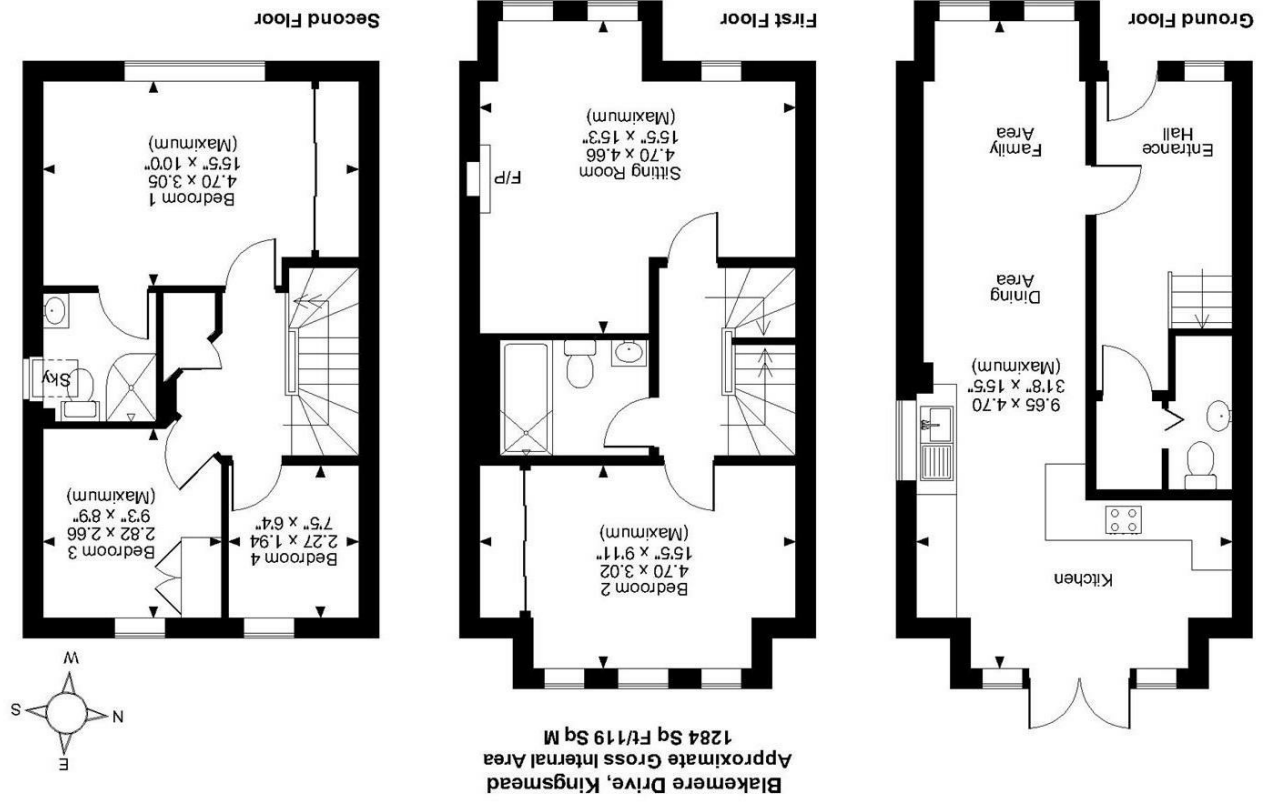 Blakemere Drive, Kingsmead
Approximate Gross Internal Area
1284 Sq Ft/119 Sq M
E
N
S
W
Kitchen
9.65 x 4.70
31'8" x 15'5"
(Maximum)
Dining
Area
Family
Area
Entrance
Hall
Ground Floor
Bedroom 2
4.70 x 3.02
15'5" x 9'11"
(Maximum)
F/P
Sitting Room
4.70 x 4.66
15'5" x 15'3"
(Maximum)
First Floor
Bedroom 4
2.27 x 1.94
7'5" x 6'4"
Bedroom 3
2.82 x 2.66
9'3" x 8'9"
(Maximum)
Sky
Bedroom 1
4.70 x 3.05
15'5" x 10'0"
(Maximum)
Second Floor